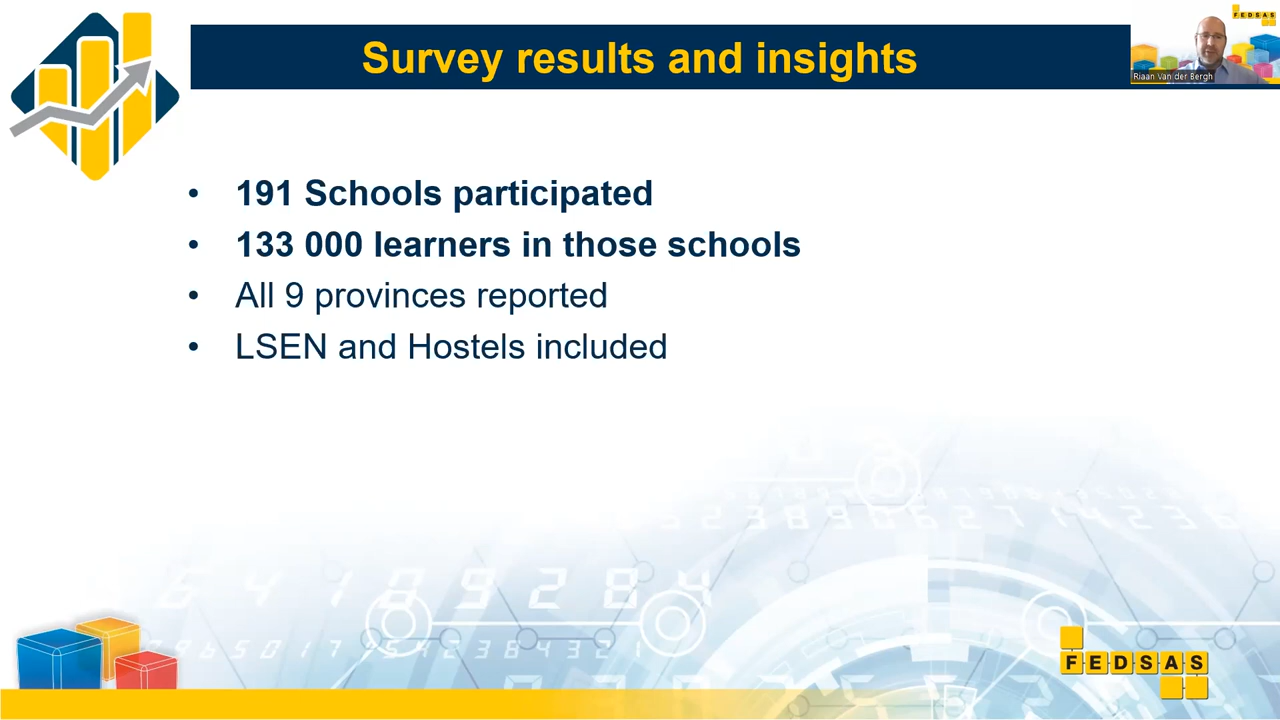 Survey results and insights
FEDSAS
Riaan Van der Bergh
• 191 Schools participated
• 133 000 learners in those schools
• All 9 provinces reported
• LSEN and Hostels included
FEDSAS